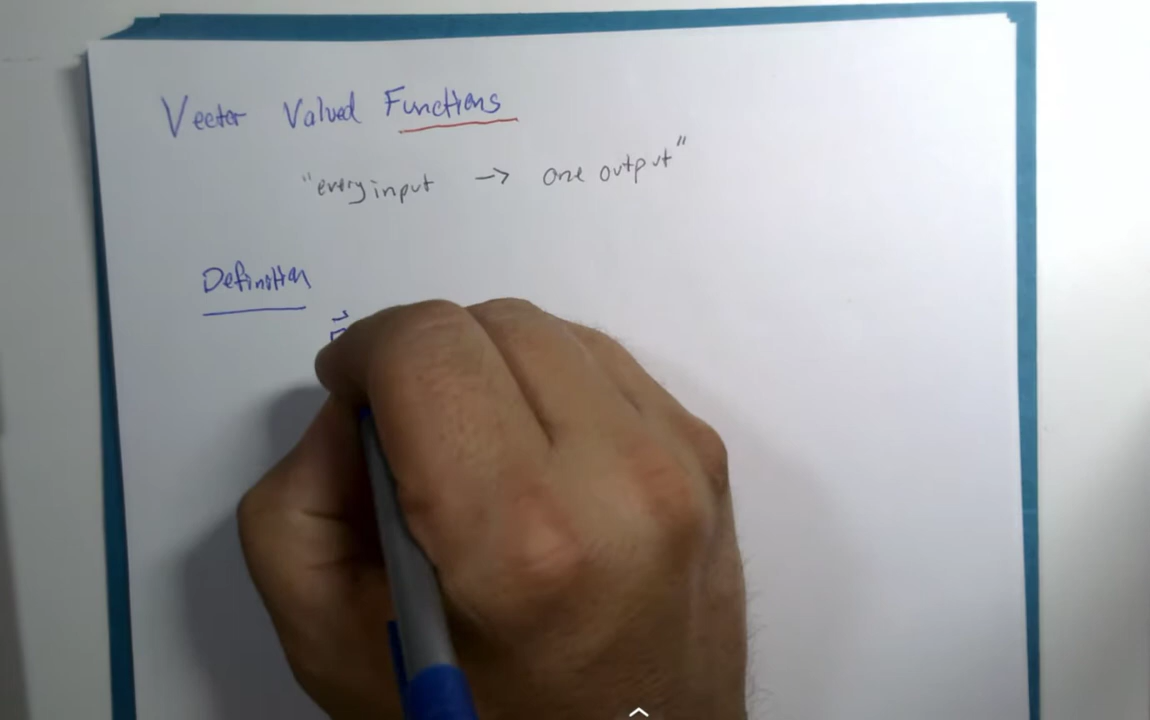 Vector Valued Functions
"every input → one output"
Definition